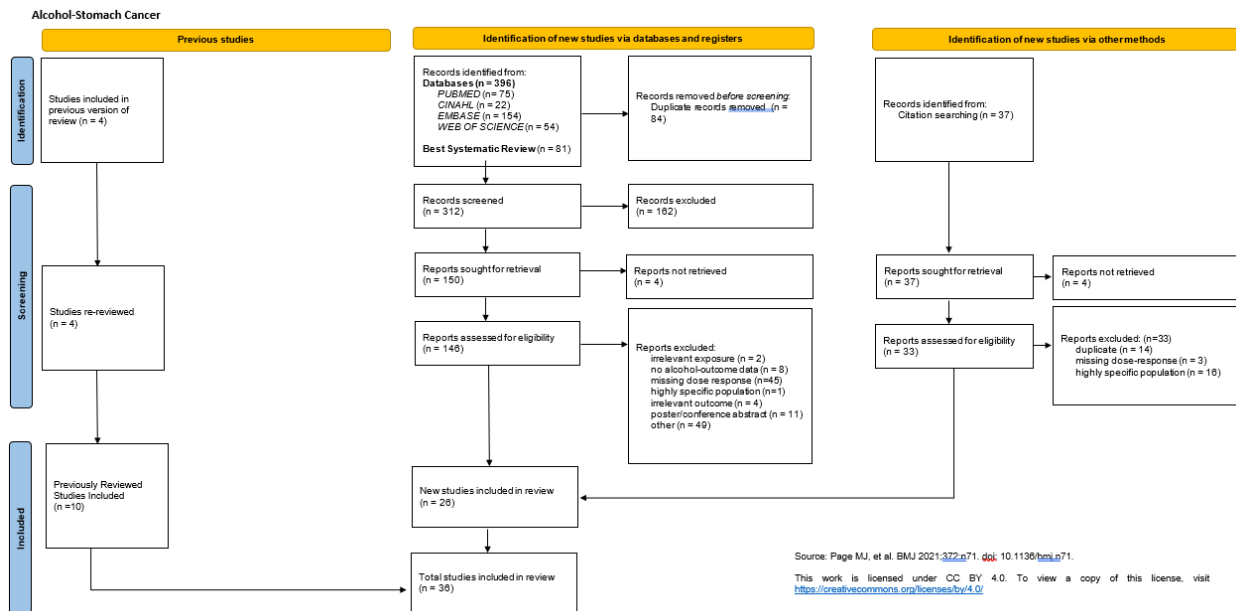 Alcohol-Stomach Cancer
Previous studies
Identification of new studies via databases and registers
Identification of new studies via other methods
Identification
Studies included in
previous version of
review (n = 4)
Records identified from:
Databases (n = 396)
PUBMED (n= 75)
CINAHL (n = 22)
EMBASE (n = 154)
WEB OF SCIENCE (n = 54)
Best Systematic Review (n = 81)
Records removed before screening:
Duplicate records removed (n =
84)
Records identified from:
Citation searching (n = 37)
Screening
Records screened
(n = 312)
Records excluded
(n = 162)
Reports sought for retrieval
(n = 150)
Reports not retrieved
(n = 4)
Reports sought for retrieval
(n = 37)
Reports not retrieved
(n = 4)
Studies re-reviewed
(n = 4)
Reports assessed for eligibility
(n = 146)
Reports excluded:
irrelevant exposure (n = 2)
no alcohol-outcome data (n = 8)
missing dose response (n=45)
highly specific population (n=1)
irrelevant outcome (n = 4)
poster/conference abstract (n = 11)
other (n = 49)
Reports assessed for eligibility
(n = 33)
Reports excluded: (n=33)
duplicate (n = 14)
missing dose-response (n = 3)
highly specific population (n = 16)
Included
Previously Reviewed
Studies Included
(n =10)
New studies included in review
(n = 26)
Total studies included in review
(n = 36)
Source: Page MJ, et al. BMJ 2021;372:n71. doi: 10.1136/bmj.n71.
This work is licensed under CC BY 4.0. To view a copy of this license, visit
https://creativecommons.org/licenses/by/4.0/